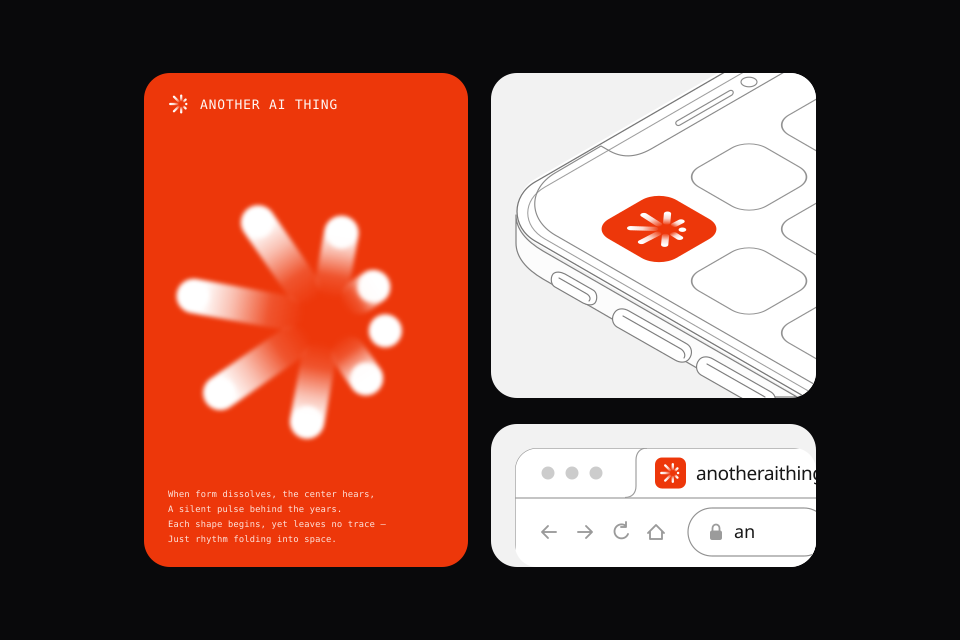 ANOTHER AI THING
When form dissolves, the center hears,
A silent pulse behind the years.
Each shape begins, yet leaves no trace —
Just rhythm folding into space.
anotheraithing
an